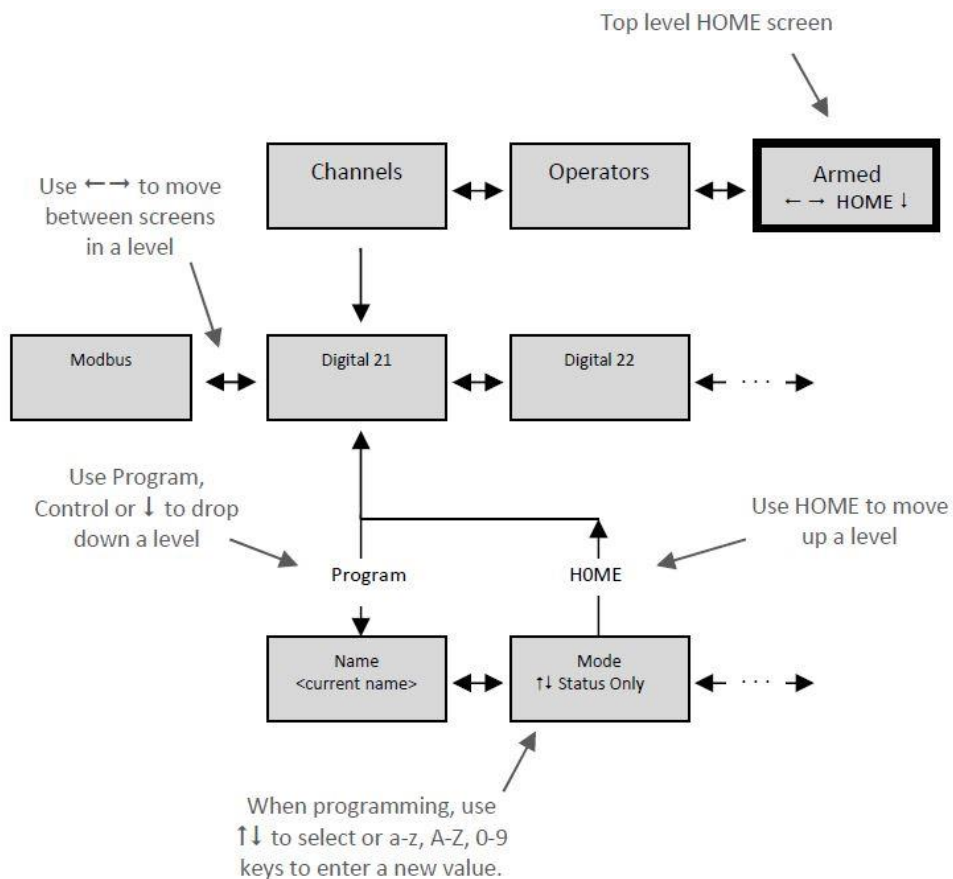 Top level HOME screen
Channels
Operators
Armed
← → HOME ↓
Use ←→ to move
between screens
in a level
Modbus
Digital 21
Digital 22
. . .
Use Program,
Control or ↓ to drop
down a level
Use HOME to move
up a level
Program
HOME
Name
<current name>
Mode
↑↓ Status Only
. . .
When programming, use
↑↓ to select or a-z, A-Z, 0-9
keys to enter a new value.